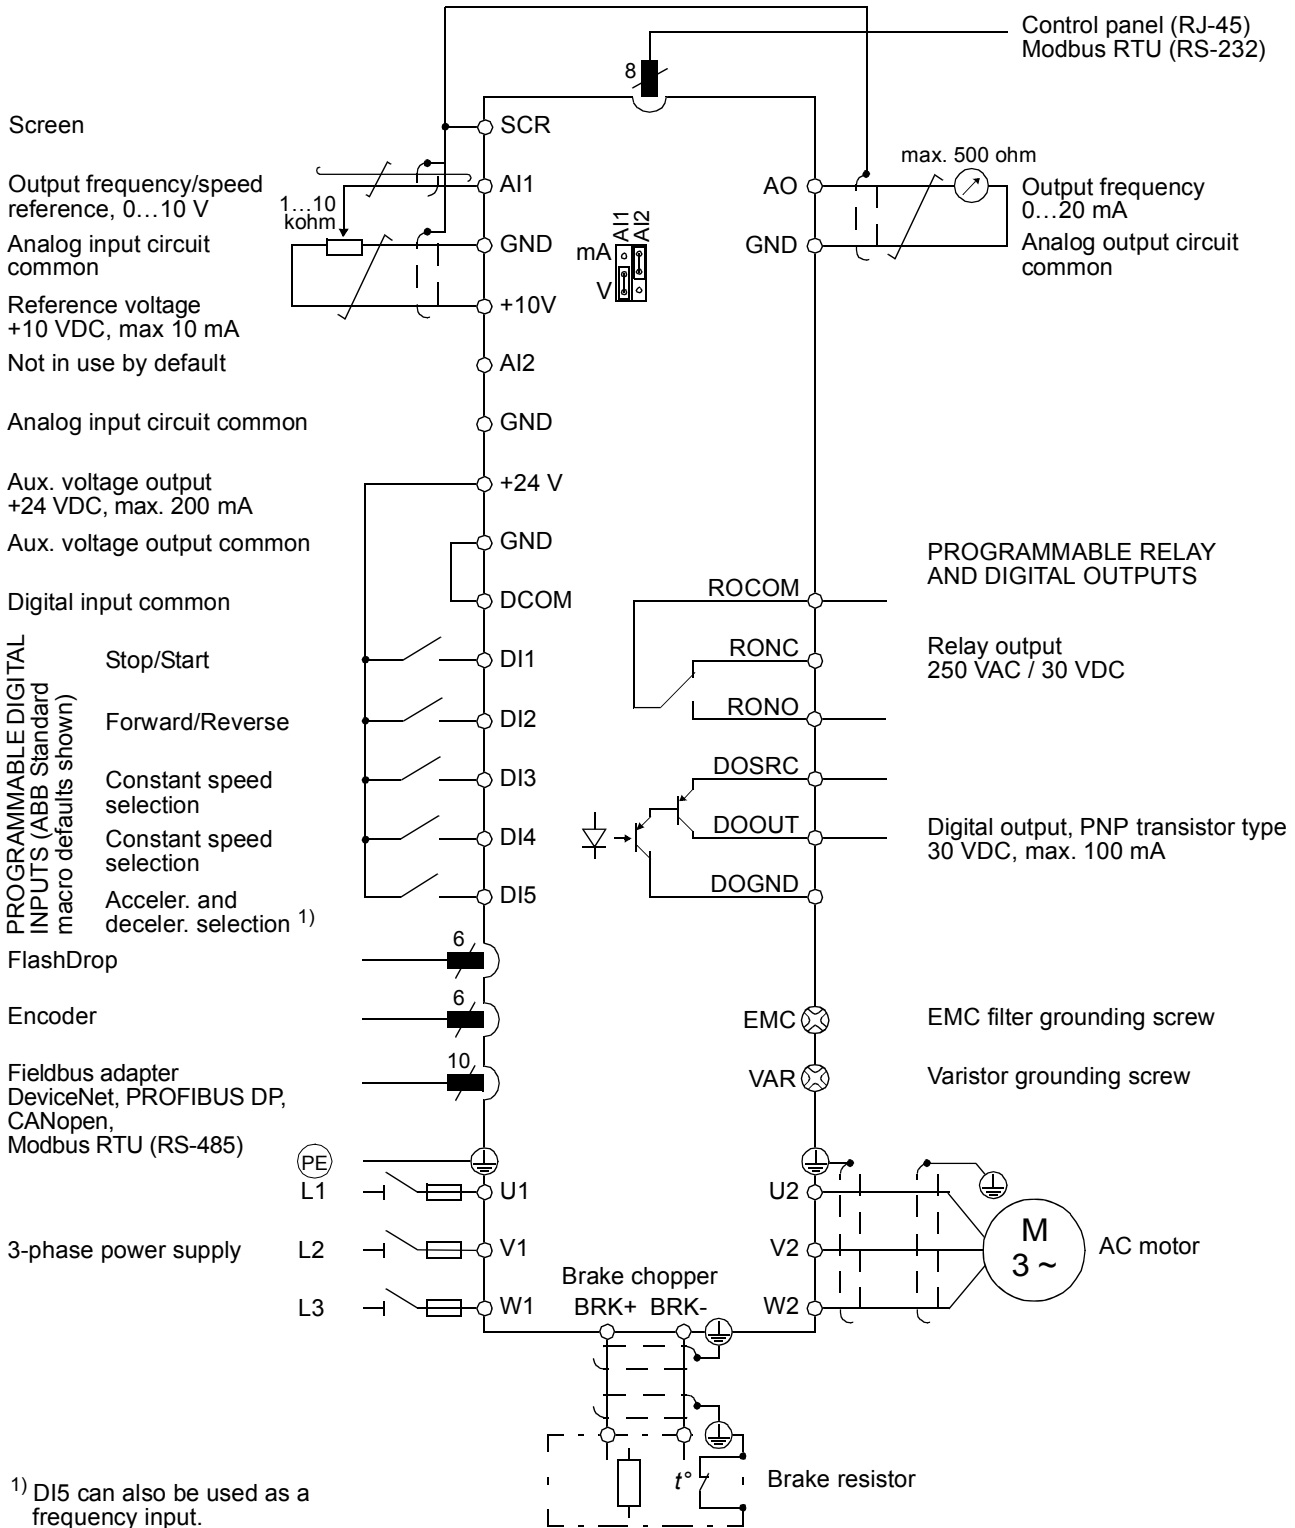 Control panel (RJ-45)
Modbus RTU (RS-232)
8
Screen
SCR
max. 500 ohm
Output frequency/speed
reference, 0…10 V
1…10
kohm
AI1
AO
Output frequency
0…20 mA
Analog input circuit
common
GND
AI1
AI2
mA
V
GND
Analog output circuit
common
Reference voltage
+10 VDC, max 10 mA
+10V
Not in use by default
AI2
Analog input circuit common
GND
Aux. voltage output
+24 VDC, max. 200 mA
+24 V
Aux. voltage output common
GND
PROGRAMMABLE RELAY
AND DIGITAL OUTPUTS
Digital input common
DCOM
ROCOM
PROGRAMMABLE DIGITAL
INPUTS (ABB Standard
macro defaults shown)
Stop/Start
DI1
RONC
Relay output
250 VAC / 30 VDC
Forward/Reverse
DI2
RONO
Constant speed
selection
DI3
DOSRC
Constant speed
selection
DI4
DOOUT
Digital output, PNP transistor type
30 VDC, max. 100 mA
Acceler. and
deceler. selection 1)
DI5
DOGND
FlashDrop
6
Encoder
6
EMC
EMC filter grounding screw
Fieldbus adapter
DeviceNet, PROFIBUS DP,
CANopen,
Modbus RTU (RS-485)
10
VAR
Varistor grounding screw
PE
L1
U1
U2
3-phase power supply
L2
V1
V2
M
3 ~
AC motor
L3
W1
Brake chopper
BRK+ BRK-
W2
t°
Brake resistor
1) DI5 can also be used as a
frequency input.